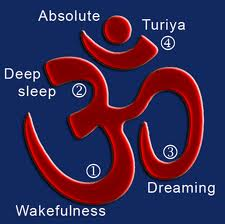 Absolute
Turiya
④
Deep
sleep
②
①
③
Dreaming
Wakefulness